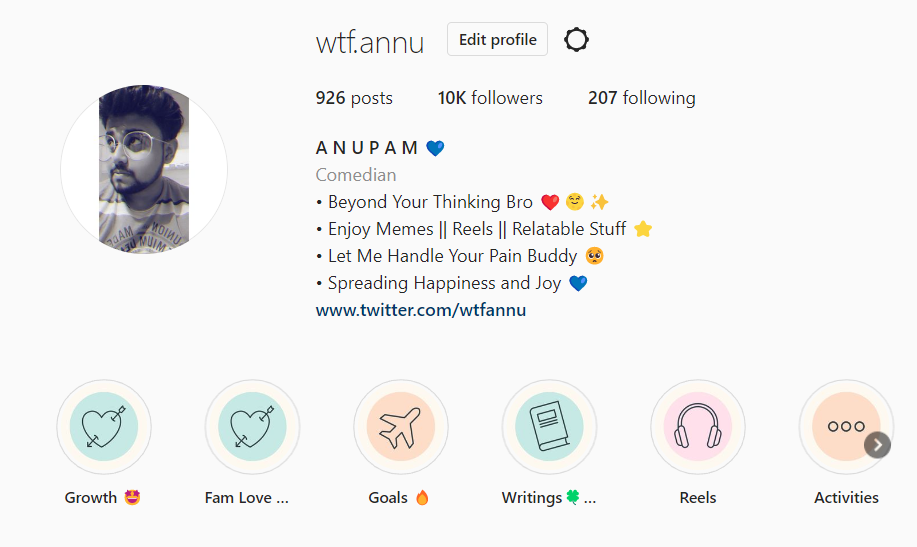 wtf.annu Edit profile
926 posts 10K followers 207 following
A N U P A M 💙
Comedian
• Beyond Your Thinking Bro ❤️ 😌 ✨
• Enjoy Memes || Reels || Relatable Stuff ⭐
• Let Me Handle Your Pain Buddy 🥺
• Spreading Happiness and Joy 💙
www.twitter.com/wtfannu
Growth 🤩 Fam Love ... Goals 🔥 Writings🍀... Reels Activities